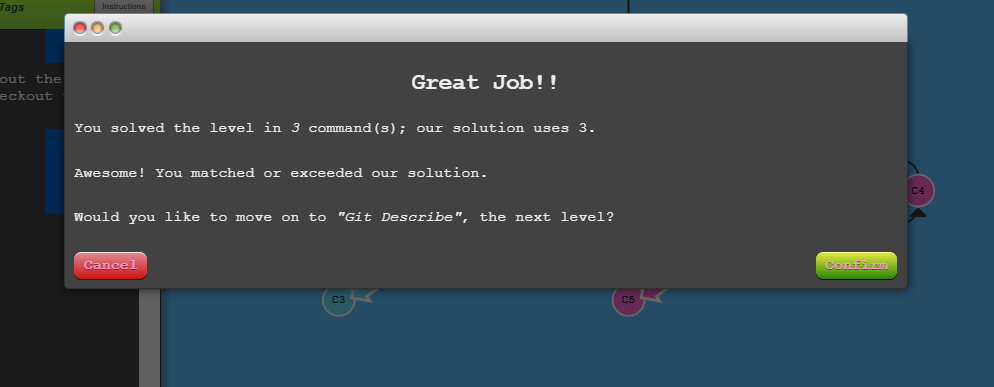 Tags
Instructions
Great Job!!
out the
eckout
You solved the level in 3 command(s); our solution uses 3.
Awesome! You matched or exceeded our solution.
Would you like to move on to "Git Describe", the next level?
C4
Cancel
Confirm
C3
C5